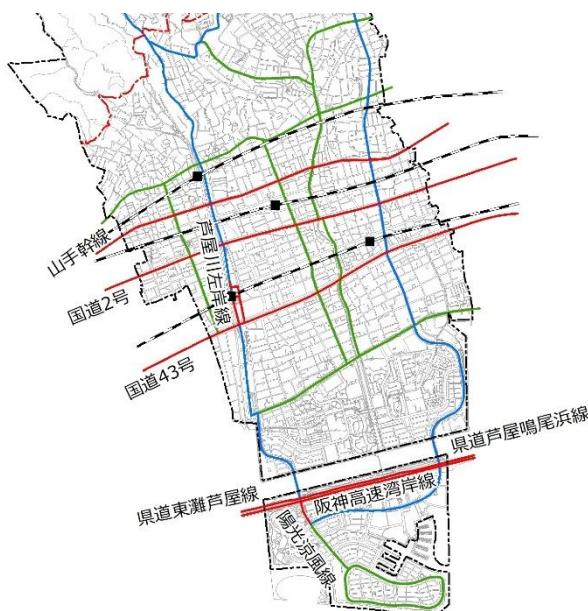 山手幹線
芦屋川左岸線
国道2号
国道43号
県道芦屋鳴尾浜線
県道東灘芦屋線
阪神高速湾岸線
陽光涼風線